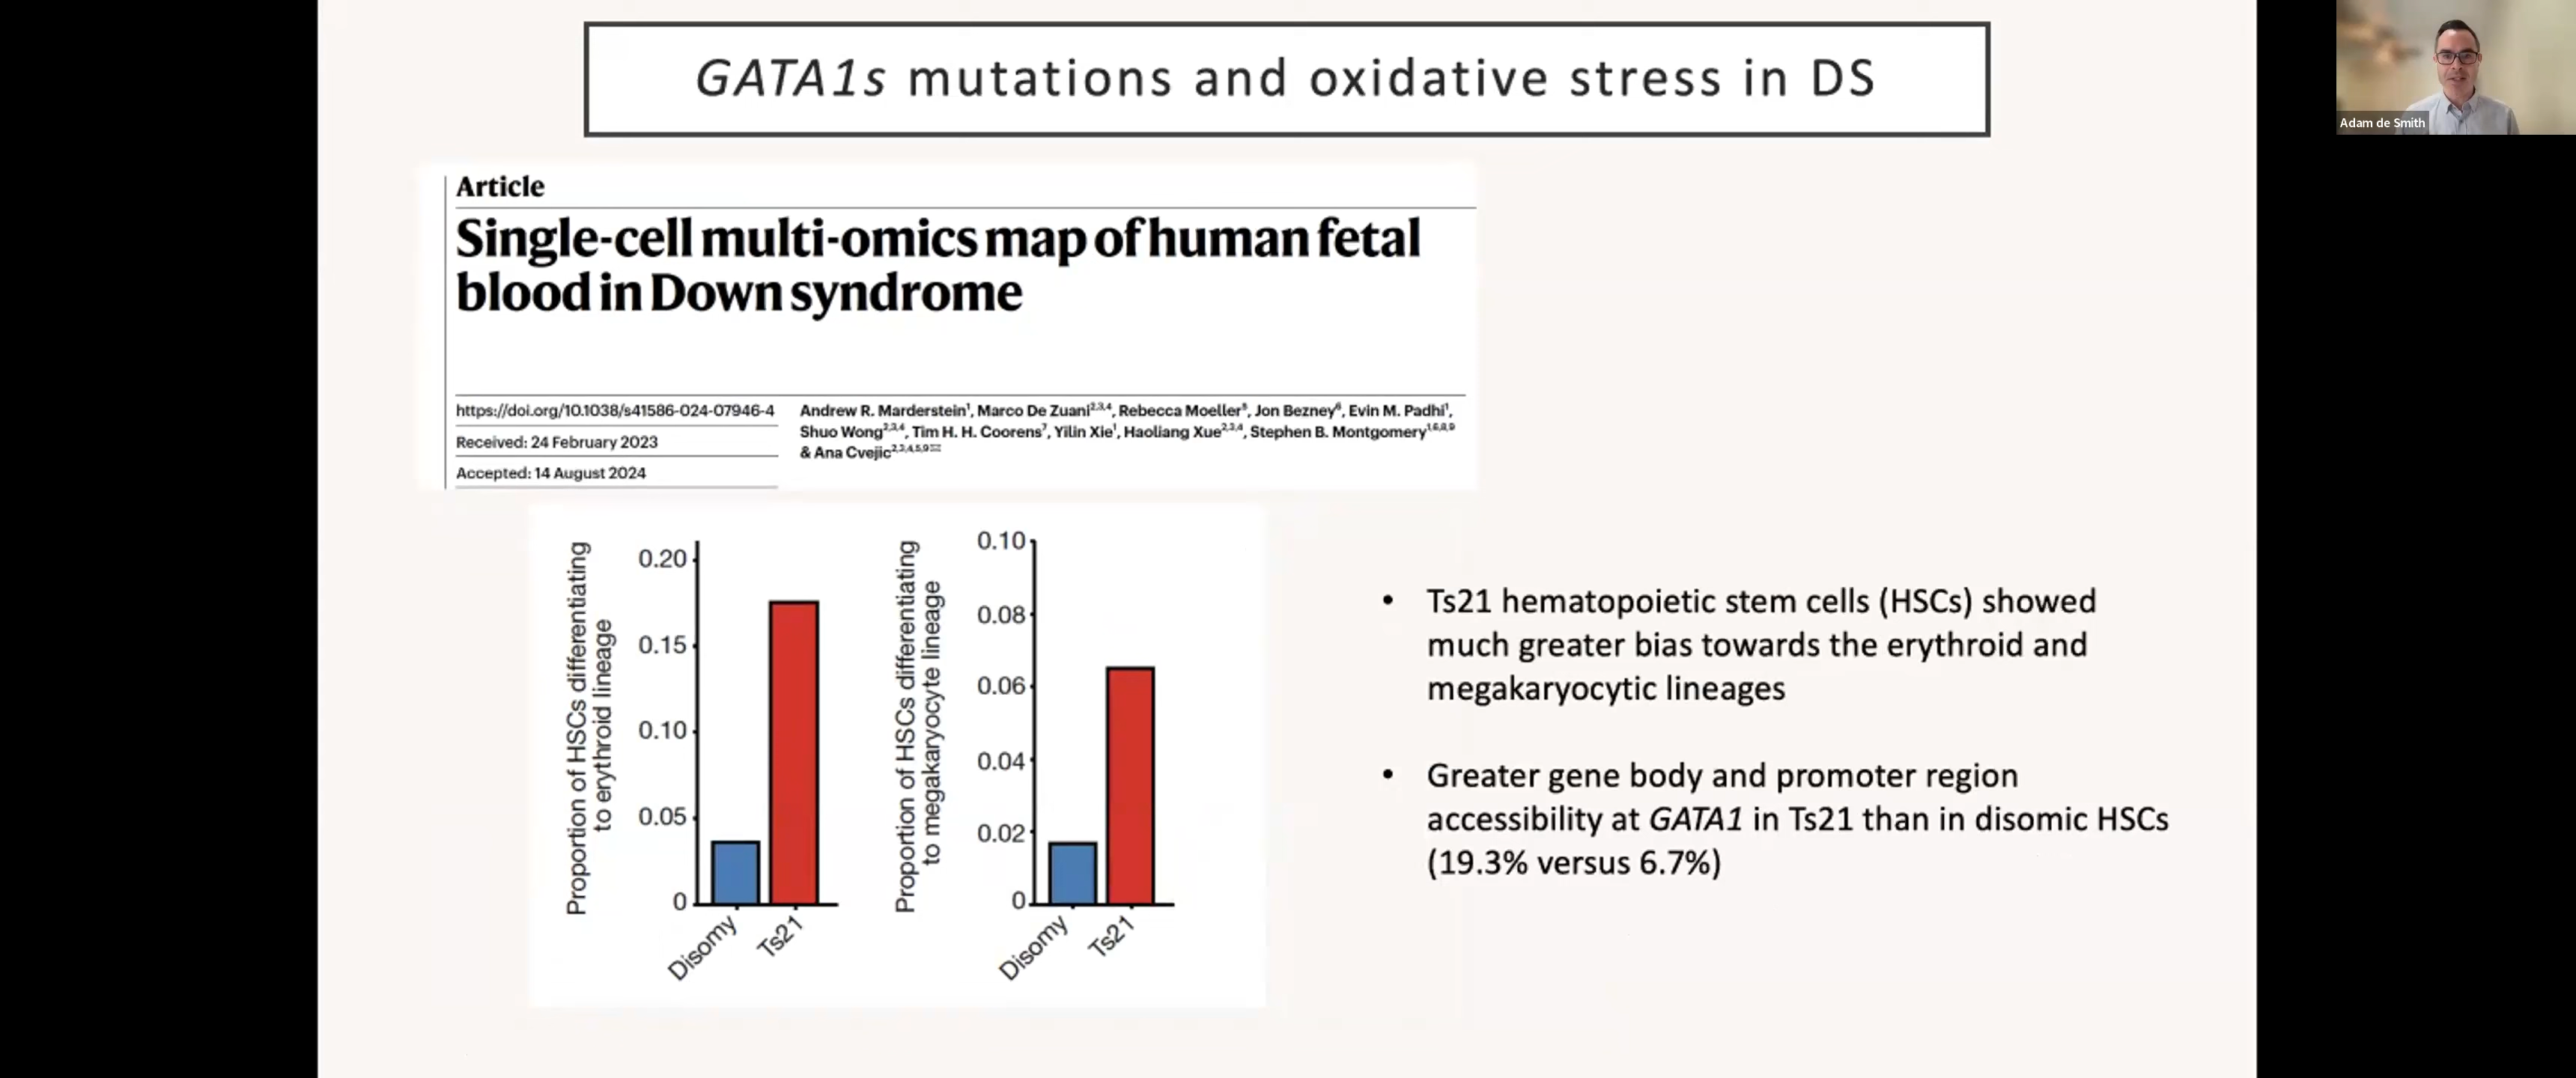 GATA1s mutations and oxidative stress in DS
Adam de Smith
Article
Single-cell multi-omics map of human fetal
blood in Down syndrome
https://doi.org/10.1038/s41586-024-07946-4
Received: 24 February 2023
Accepted: 14 August 2024
Andrew R. Marderstein¹, Marco De Zuani²,³,⁴, Rebecca Moeller⁵, Jon Bezney⁶, Evin M. Padhi¹,
Shuo Wong²,³,⁴, Tim H. H. Coorens⁷, Yilin Xie¹, Haoliang Xue²,³,⁴, Stephen B. Montgomery¹,⁶,⁸,⁹
& Ana Cvejic²,³,⁴,⁵,⁹✉
Proportion of HSCs differentiating
to erythroid lineage
0.20
0.15
0.10
0.05
0
Disomy
Ts21
Proportion of HSCs differentiating
to megakaryocyte lineage
0.10
0.08
0.06
0.04
0.02
0
Disomy
Ts21
• Ts21 hematopoietic stem cells (HSCs) showed
much greater bias towards the erythroid and
megakaryocytic lineages
• Greater gene body and promoter region
accessibility at GATA1 in Ts21 than in disomic HSCs
(19.3% versus 6.7%)